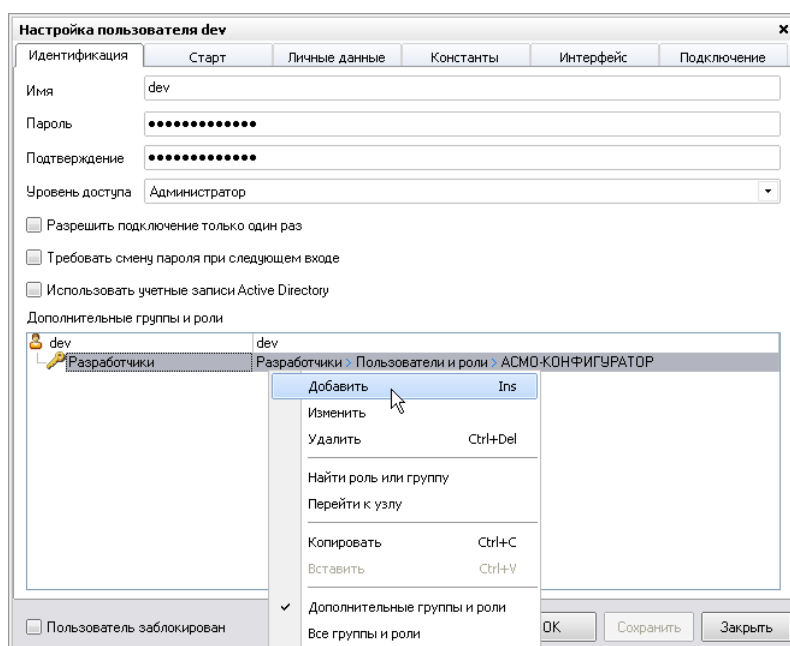 Настройка пользователя dev
Идентификация Старт Личные данные Константы Интерфейс Подключение
Имя dev
Пароль •••••••••••••
Подтверждение •••••••••••••
Уровень доступа Администратор
Разрешить подключение только один раз
Требовать смену пароля при следующем входе
Использовать учетные записи Active Directory
Дополнительные группы и роли
dev dev
Разработчики Разработчики > Пользователи и роли > АСМО-КОНФИГУРАТОР
Добавить Ins
Изменить
Удалить Ctrl+Del
Найти роль или группу
Перейти к узлу
Копировать Ctrl+C
Вставить Ctrl+V
Дополнительные группы и роли
Пользователь заблокирован OK Сохранить Закрыть
Все группы и роли